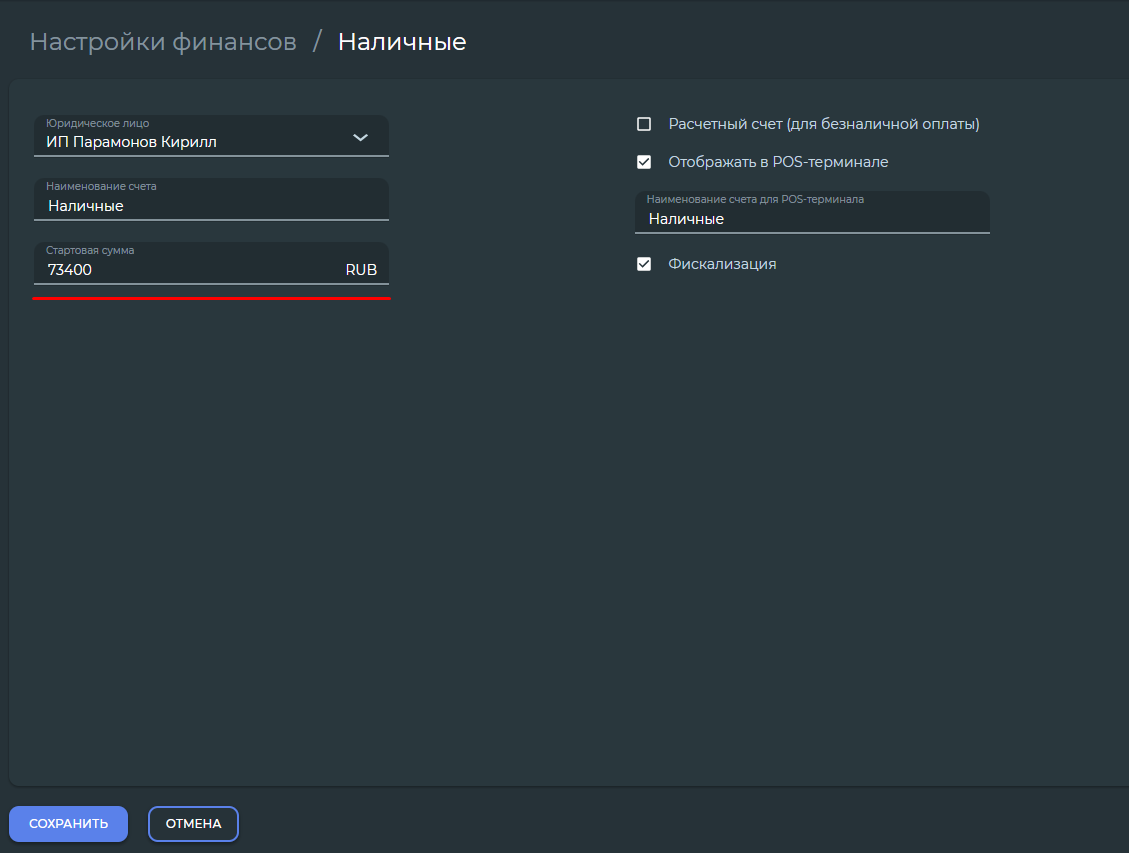 Настройки финансов / Наличные
Юридическое лицо
ИП Парамонов Кирилл
Наименование счета
Наличные
Стартовая сумма
73400 RUB
Расчетный счет (для безналичной оплаты)
Отображать в POS-терминале
Наименование счета для POS-терминала
Наличные
Фискализация
СОХРАНИТЬ ОТМЕНА